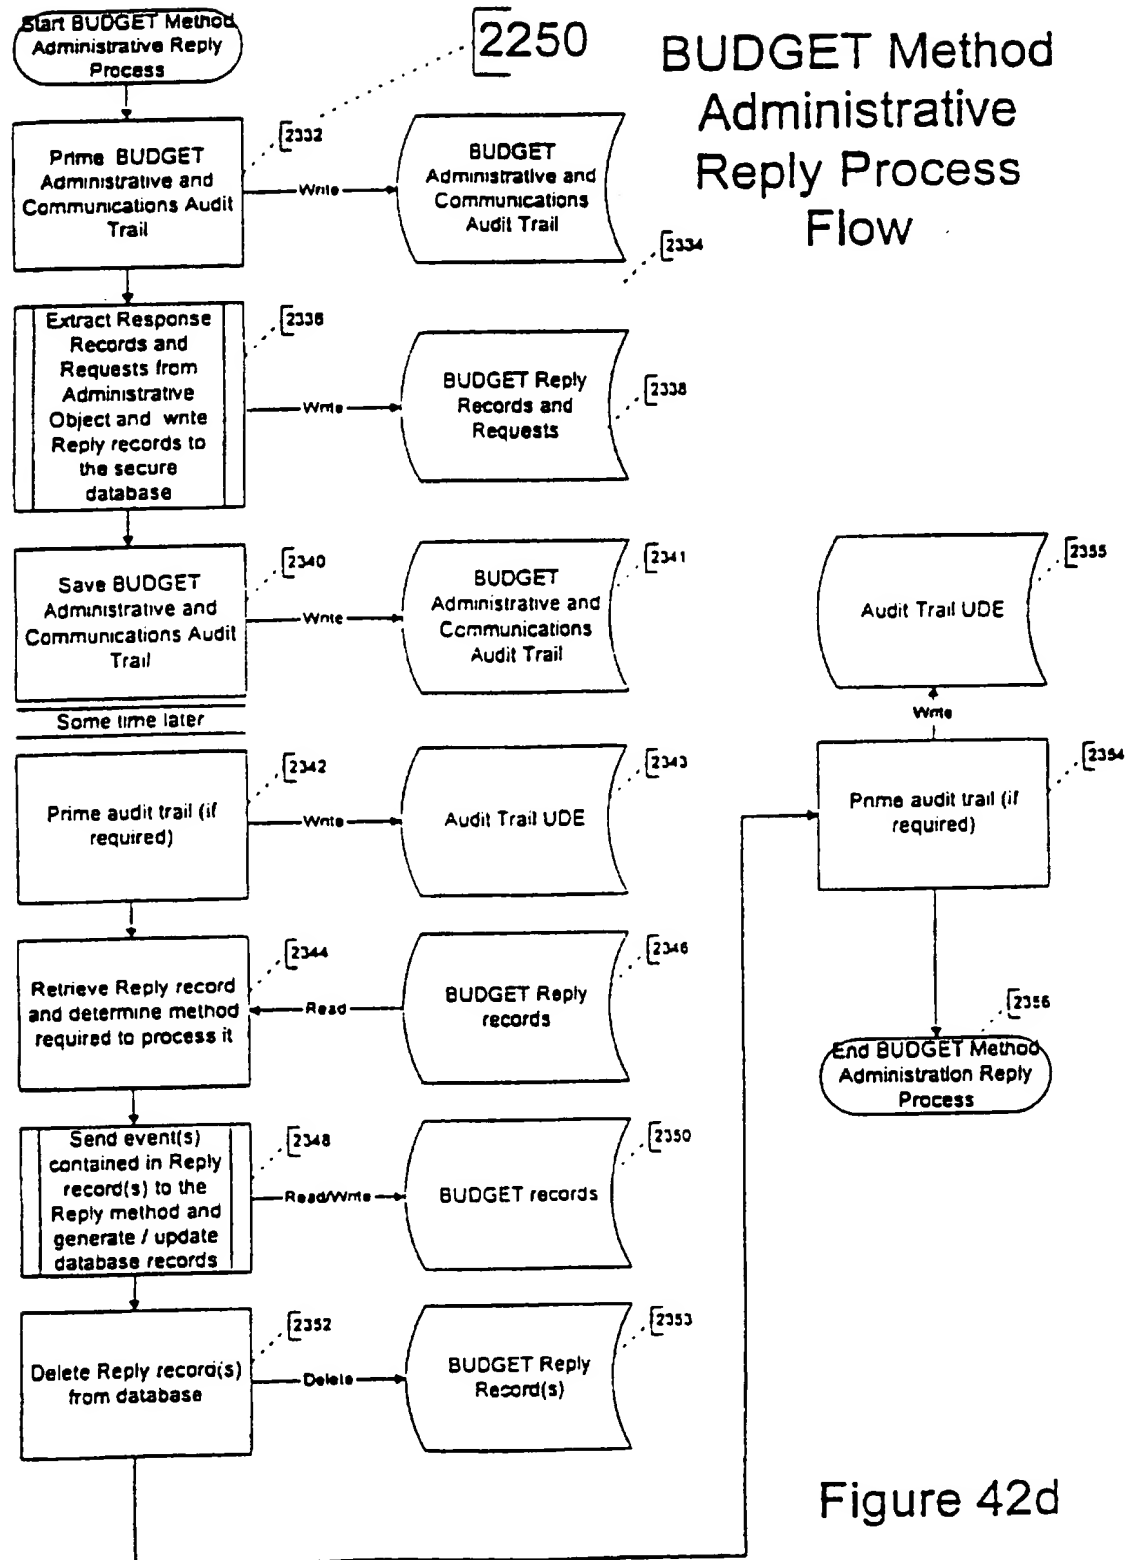 Start BUDGET Method
Administrative Reply
Process
2250
BUDGET Method
Administrative
Reply Process
Flow
Prime BUDGET
Administrative and
Communications Audit
Trail
2332
Write
BUDGET
Administrative and
Communications
Audit Trail
2334
Extract Response
Records and
Requests from
Administrative
Object and write
Reply records to
the secure
database
2336
Write
BUDGET Reply
Records and
Requests
2338
Save BUDGET
Administrative and
Communications Audit
Trail
2340
Write
BUDGET
Administrative and
Communications
Audit Trail
2341
Some time later
Prime audit trail (if
required)
2342
Write
Audit Trail UDE
2343
Retrieve Reply record
and determine method
required to process it
2344
Read
BUDGET Reply
records
2346
Send event(s)
contained in Reply
record(s) to the
Reply method and
generate / update
database records
2348
Read/Write
BUDGET records
2350
Delete Reply record(s)
from database
2352
Delete
BUDGET Reply
Record(s)
2353
Audit Trail UDE
2355
Write
Prime audit trail (if
required)
2354
2356
End BUDGET Method
Administration Reply
Process
Figure 42d